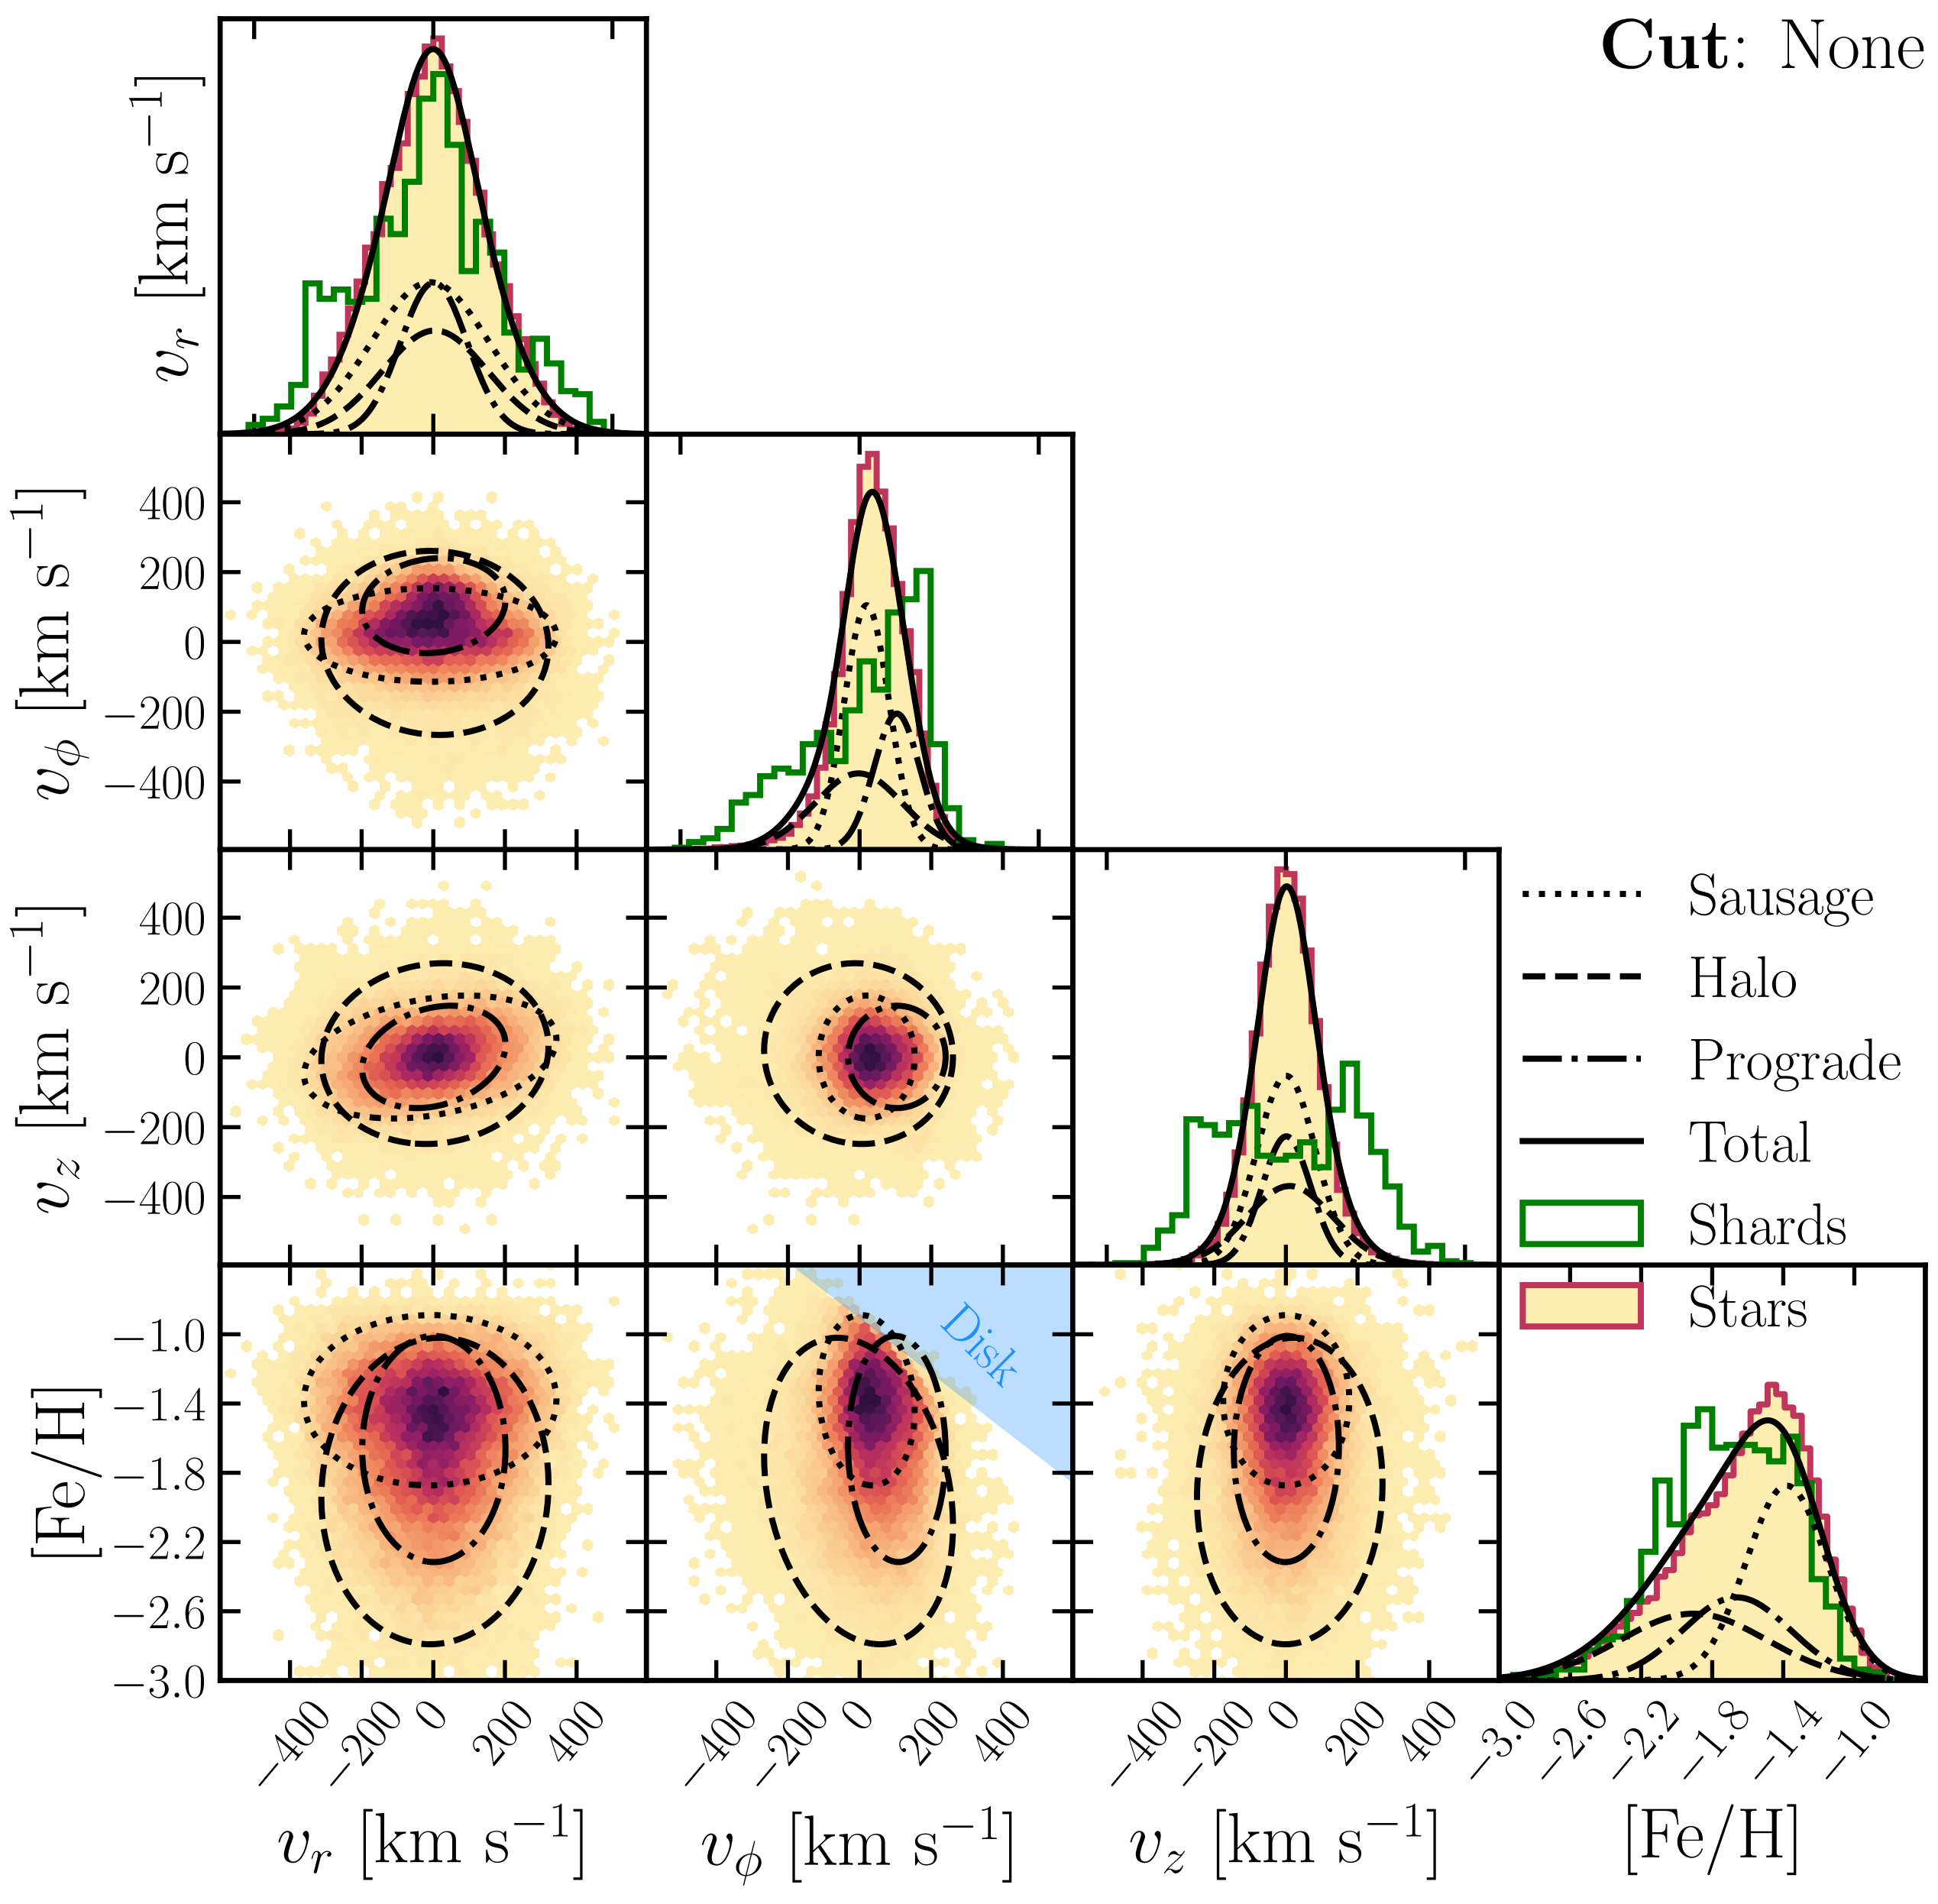 Cut: None
v_r [km s⁻¹]
v_ϕ [km s⁻¹]
400
200
0
−200
−400
v_z [km s⁻¹]
400
200
0
−200
−400
Sausage
Halo
Prograde
Total
Shards
Stars
[Fe/H]
−1.0
−1.4
−1.8
−2.2
−2.6
−3.0
Disk
−400 −200 0 200 400
−400 −200 0 200 400
−400 −200 0 200 400
−3.0 −2.6 −2.2 −1.8 −1.4 −1.0
v_r [km s⁻¹]
v_ϕ [km s⁻¹]
v_z [km s⁻¹]
[Fe/H]